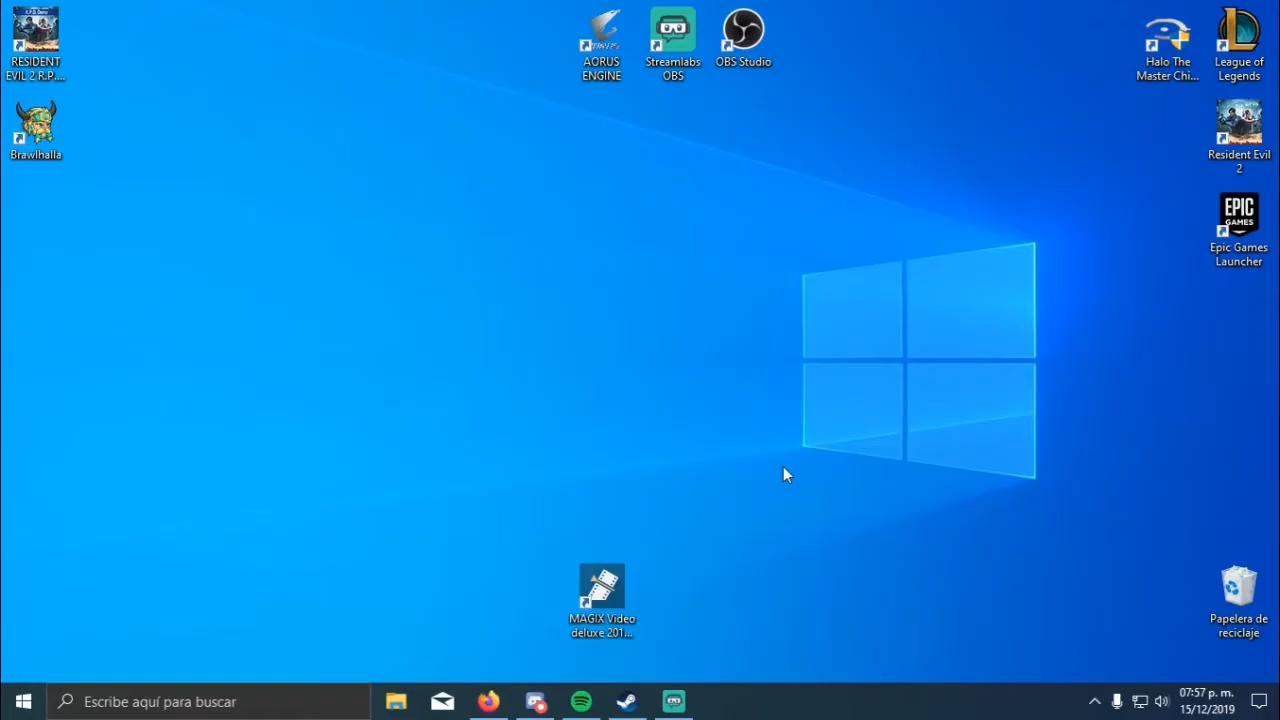 RESIDENT
EVIL 2 R.P....
Brawlhalla
AORUS
ENGINE
Streamlabs
OBS
OBS Studio
Halo The
Master Chi...
League of
Legends
Resident Evil
2
EPIC
GAMES
Epic Games
Launcher
MAGIX Video
deluxe 201...
Papelera de
reciclaje
Escribe aquí para buscar
07:57 p. m.
15/12/2019